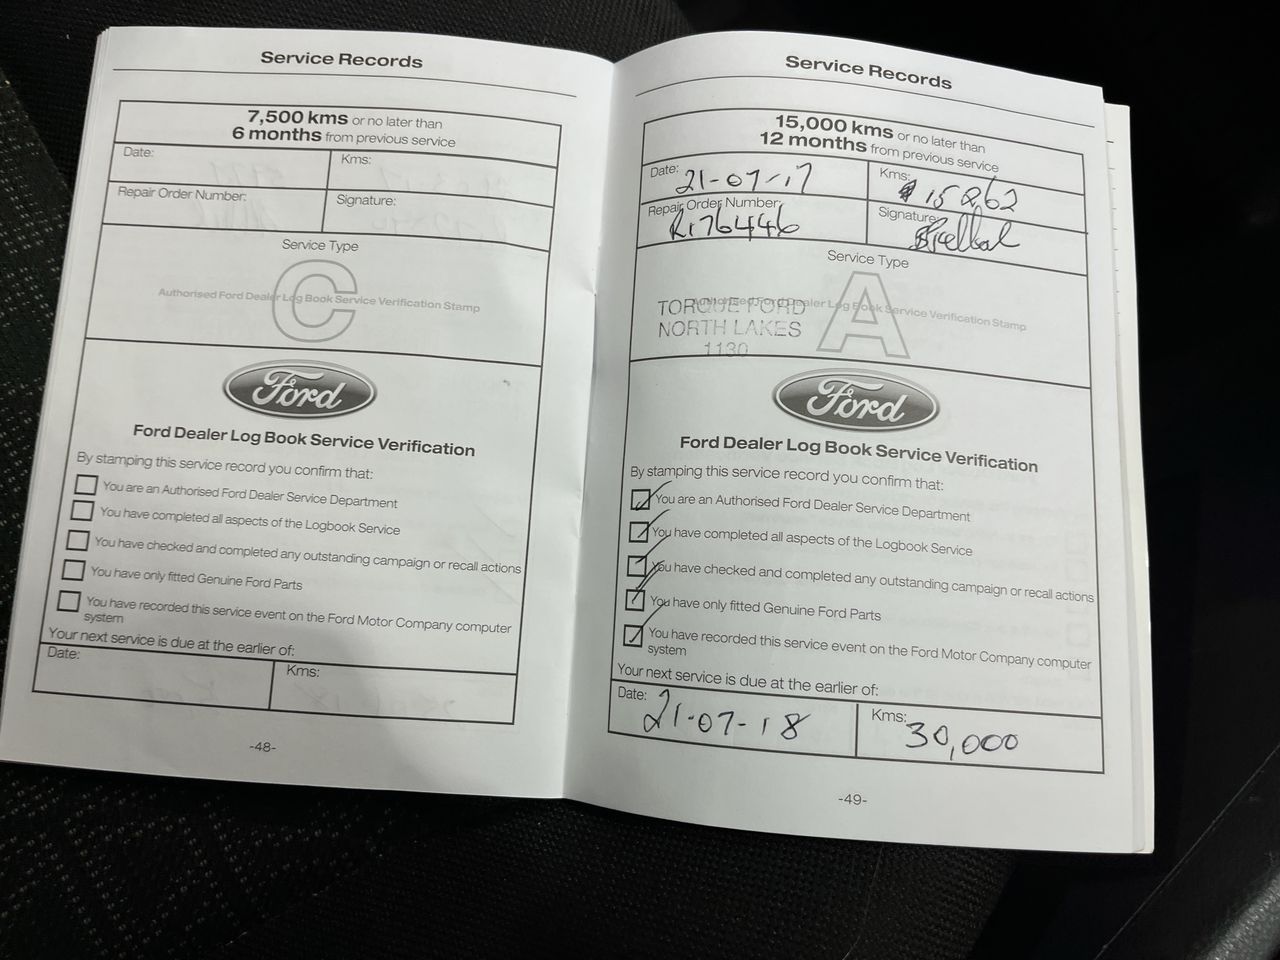 Service Records
7,500 kms or no later than
6 months from previous service
Date:
Kms:
Repair Order Number:
Signature:
Service Type
C
Authorised Ford Dealer Log Book Service Verification Stamp
Ford
Ford Dealer Log Book Service Verification
By stamping this service record you confirm that:
You are an Authorised Ford Dealer Service Department
You have completed all aspects of the Logbook Service
You have checked and completed any outstanding campaign or recall actions
You have only fitted Genuine Ford Parts
You have recorded this service event on the Ford Motor Company computer
system
Your next service is due at the earlier of:
Date:
Kms:
-48-
Service Records
15,000 kms or no later than
12 months from previous service
Date: 21-07-17
Kms: 15262
Repair Order Number: R176446
Signature:
Service Type
A
Authorised Ford Dealer Log Book Service Verification Stamp
TORQUE FORD
NORTH LAKES
1130
Ford
Ford Dealer Log Book Service Verification
By stamping this service record you confirm that:
You are an Authorised Ford Dealer Service Department
You have completed all aspects of the Logbook Service
You have checked and completed any outstanding campaign or recall actions
You have only fitted Genuine Ford Parts
You have recorded this service event on the Ford Motor Company computer
system
Your next service is due at the earlier of:
Date: 21-07-18
Kms: 30,000
-49-